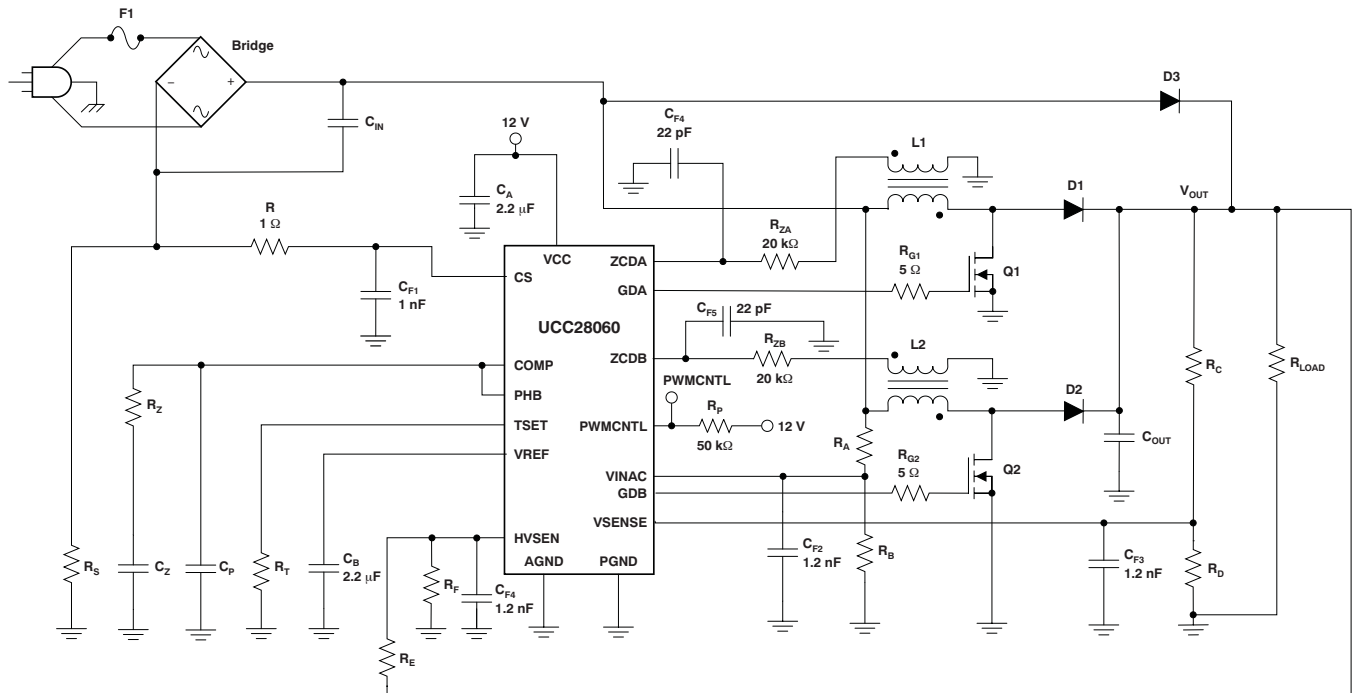 F1
Bridge
−
+
C_IN
D3
12 V
C_F4
22 pF
L1
C_A
2.2 μF
D1
V_OUT
R
1 Ω
R_ZA
20 kΩ
VCC
ZCDA
CS
GDA
R_G1
5 Ω
Q1
C_F1
1 nF
C_F5
22 pF
UCC28060
ZCDB
R_ZB
20 kΩ
L2
R_C
R_LOAD
COMP
PHB
PWMCNTL
D2
R_Z
R_P
TSET
PWMCNTL
12 V
50 kΩ
R_A
C_OUT
VREF
VINAC
GDB
R_G2
5 Ω
Q2
VSENSE
HVSEN
R_S
C_Z
C_P
R_T
C_B
2.2 μF
R_F
C_F4
1.2 nF
AGND
PGND
C_F2
1.2 nF
R_B
C_F3
1.2 nF
R_D
R_E